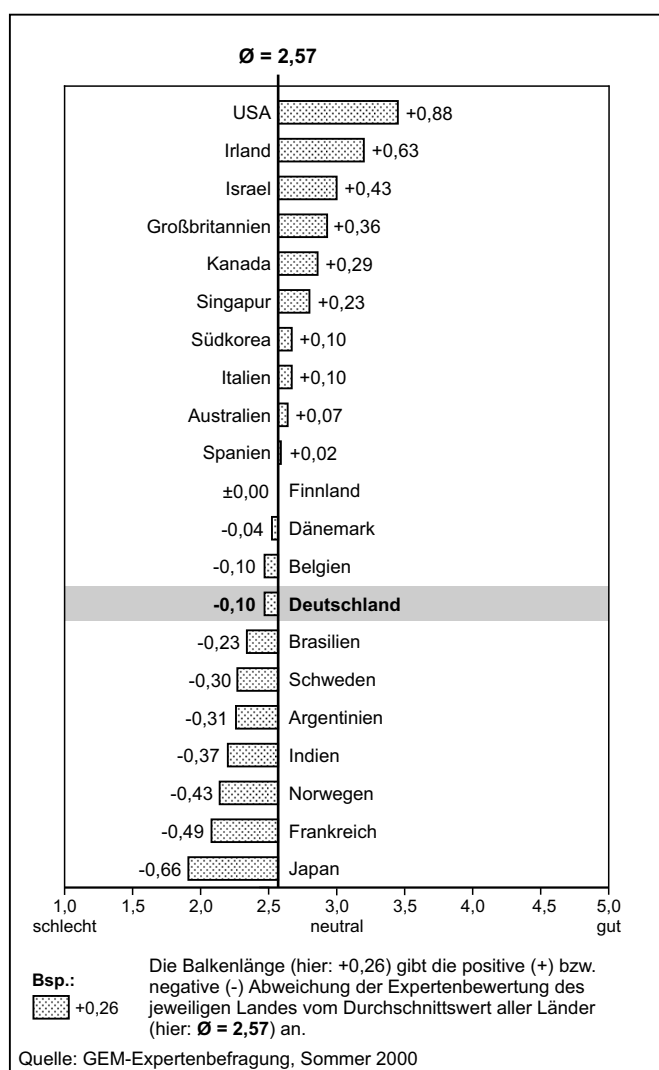 Ø = 2,57
USA +0,88
Irland +0,63
Israel +0,43
Großbritannien +0,36
Kanada +0,29
Singapur +0,23
Südkorea +0,10
Italien +0,10
Australien +0,07
Spanien +0,02
±0,00 Finnland
-0,04 Dänemark
-0,10 Belgien
-0,10 Deutschland
-0,23 Brasilien
-0,30 Schweden
-0,31 Argentinien
-0,37 Indien
-0,43 Norwegen
-0,49 Frankreich
-0,66 Japan
1,0 1,5 2,0 2,5 3,0 3,5 4,0 4,5 5,0
schlecht neutral gut
Bsp.:
+0,26
Die Balkenlänge (hier: +0,26) gibt die positive (+) bzw.
negative (-) Abweichung der Expertenbewertung des
jeweiligen Landes vom Durchschnittswert aller Länder
(hier: Ø = 2,57) an.
Quelle: GEM-Expertenbefragung, Sommer 2000